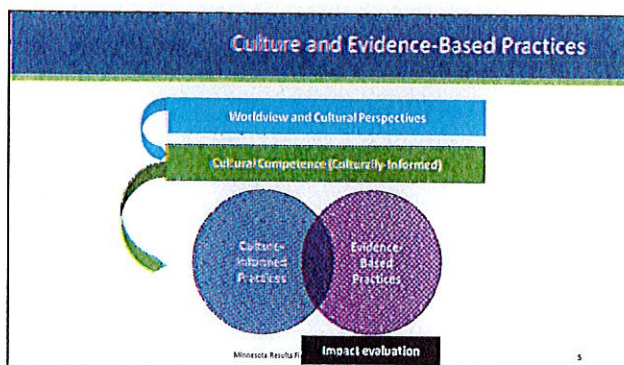 Culture and Evidence-Based Practices
Worldview and Cultural Perspectives
Cultural Competence (Culturally-Informed)
Culture-
Informed
Practices
Evidence-
Based
Practices
Minnesota Results
Impact evaluation
5